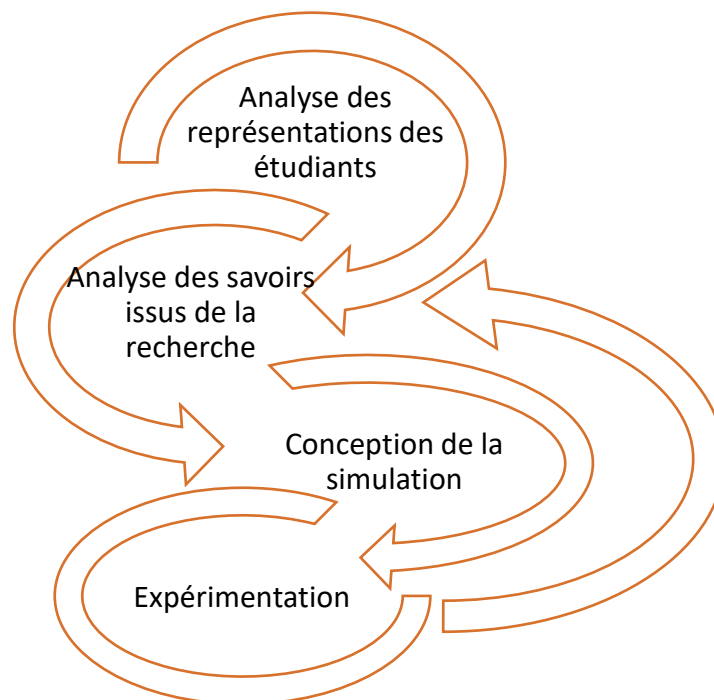 Analyse des
représentations des
étudiants
Analyse des savoirs
issus de la
recherche
Conception de la
simulation
Expérimentation